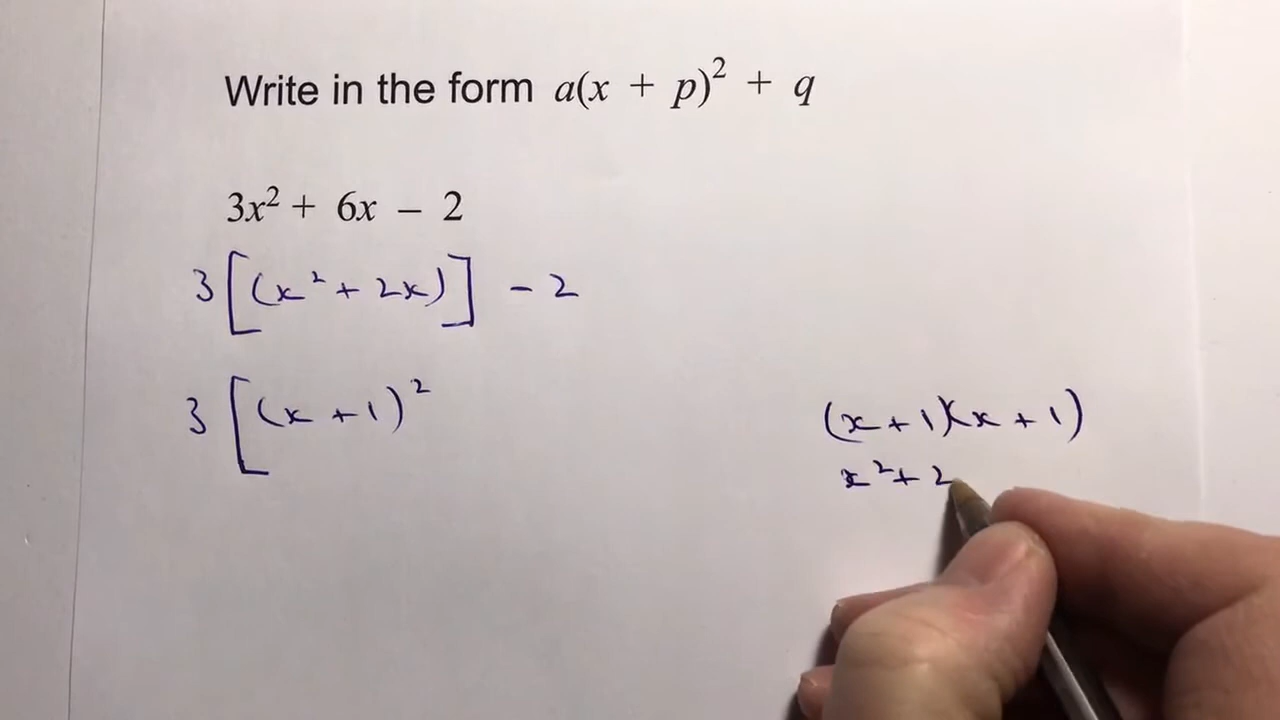 Write in the form a(x + p)² + q
3x² + 6x – 2
3[(x² + 2x)] - 2
3[(x + 1)²
(x + 1)(x + 1)
x² + 2